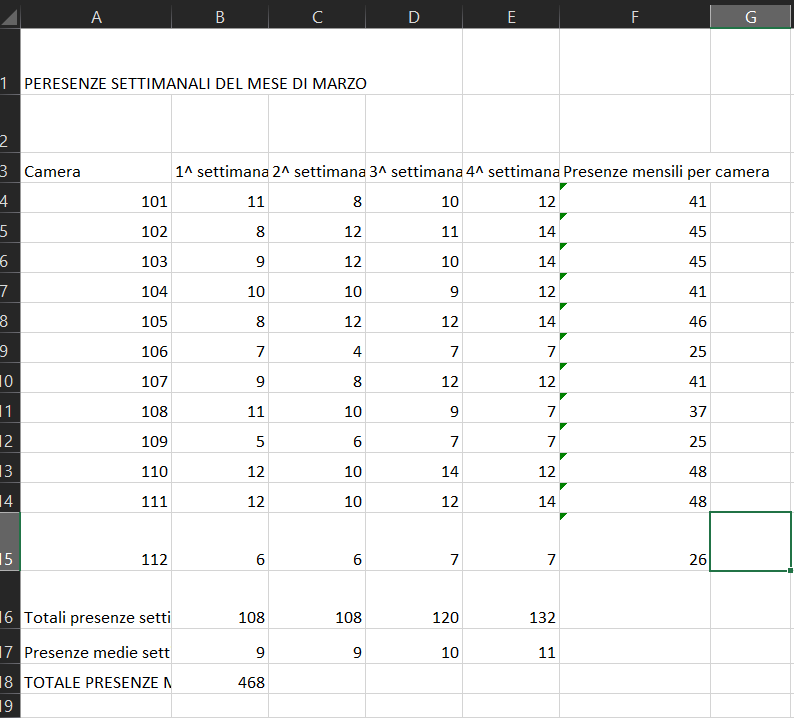 A B C D E F G
1 PERESENZE SETTIMANALI DEL MESE DI MARZO
2
3 Camera 1^ settimana 2^ settimana 3^ settimana 4^ settimana Presenze mensili per camera
4 101 11 8 10 12 41
5 102 8 12 11 14 45
6 103 9 12 10 14 45
7 104 10 10 9 12 41
8 105 8 12 12 14 46
9 106 7 4 7 7 25
10 107 9 8 12 12 41
11 108 11 10 9 7 37
12 109 5 6 7 7 25
13 110 12 10 14 12 48
14 111 12 10 12 14 48
15 112 6 6 7 7 26
16 Totali presenze setti 108 108 120 132
17 Presenze medie sett 9 9 10 11
18 TOTALE PRESENZE M 468
19